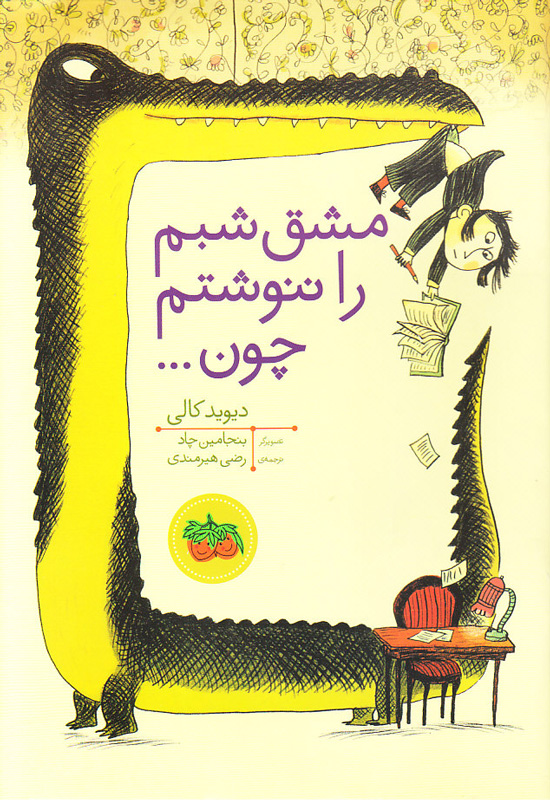 مشق شبم
را ننوشتم
چون ...
دیوید کالی
تصویرگر بنجامین چاد
ترجمه‌ی رضی هیرمندی